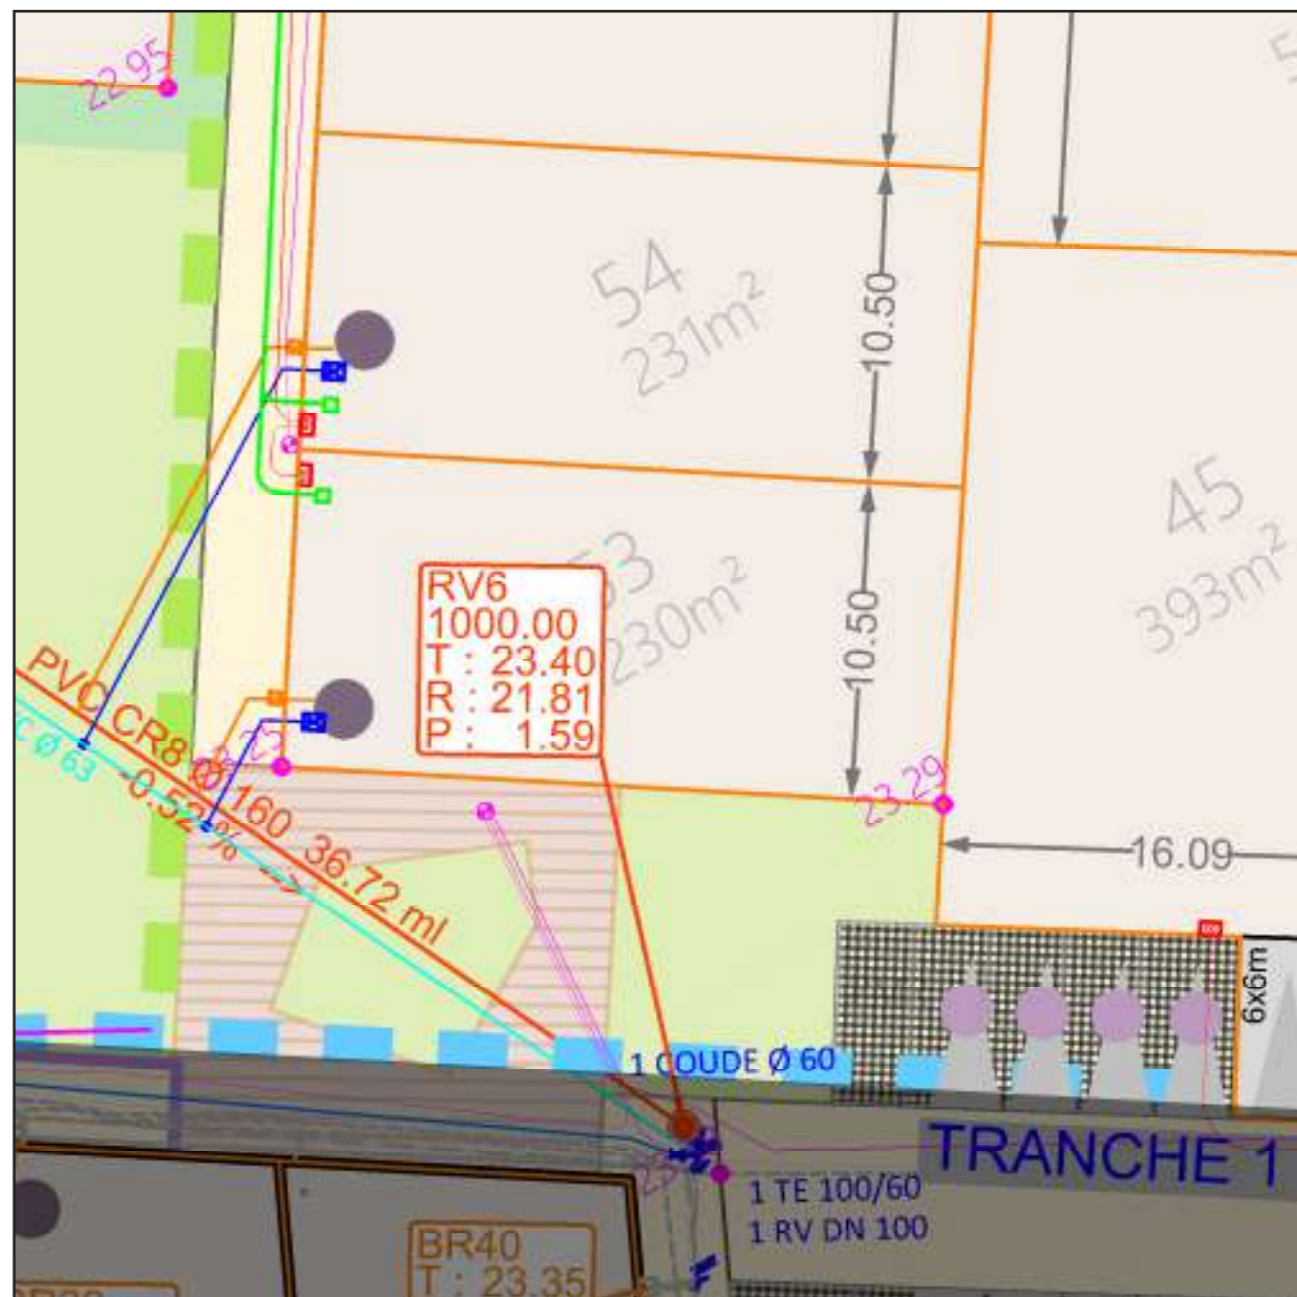 22.95
54
231m²
10.50
45
393m²
53
230m²
10.50
RV6
1000.00
T : 23.40
R : 21.81
P : 1.59
PVC CR8 Ø 160 36.72 ml
-0.52 %
C Ø 63
23.29
16.09
6x6m
1 COUDE Ø 60
TRANCHE 1
1 TE 100/60
1 RV DN 100
BR40
T : 23.35